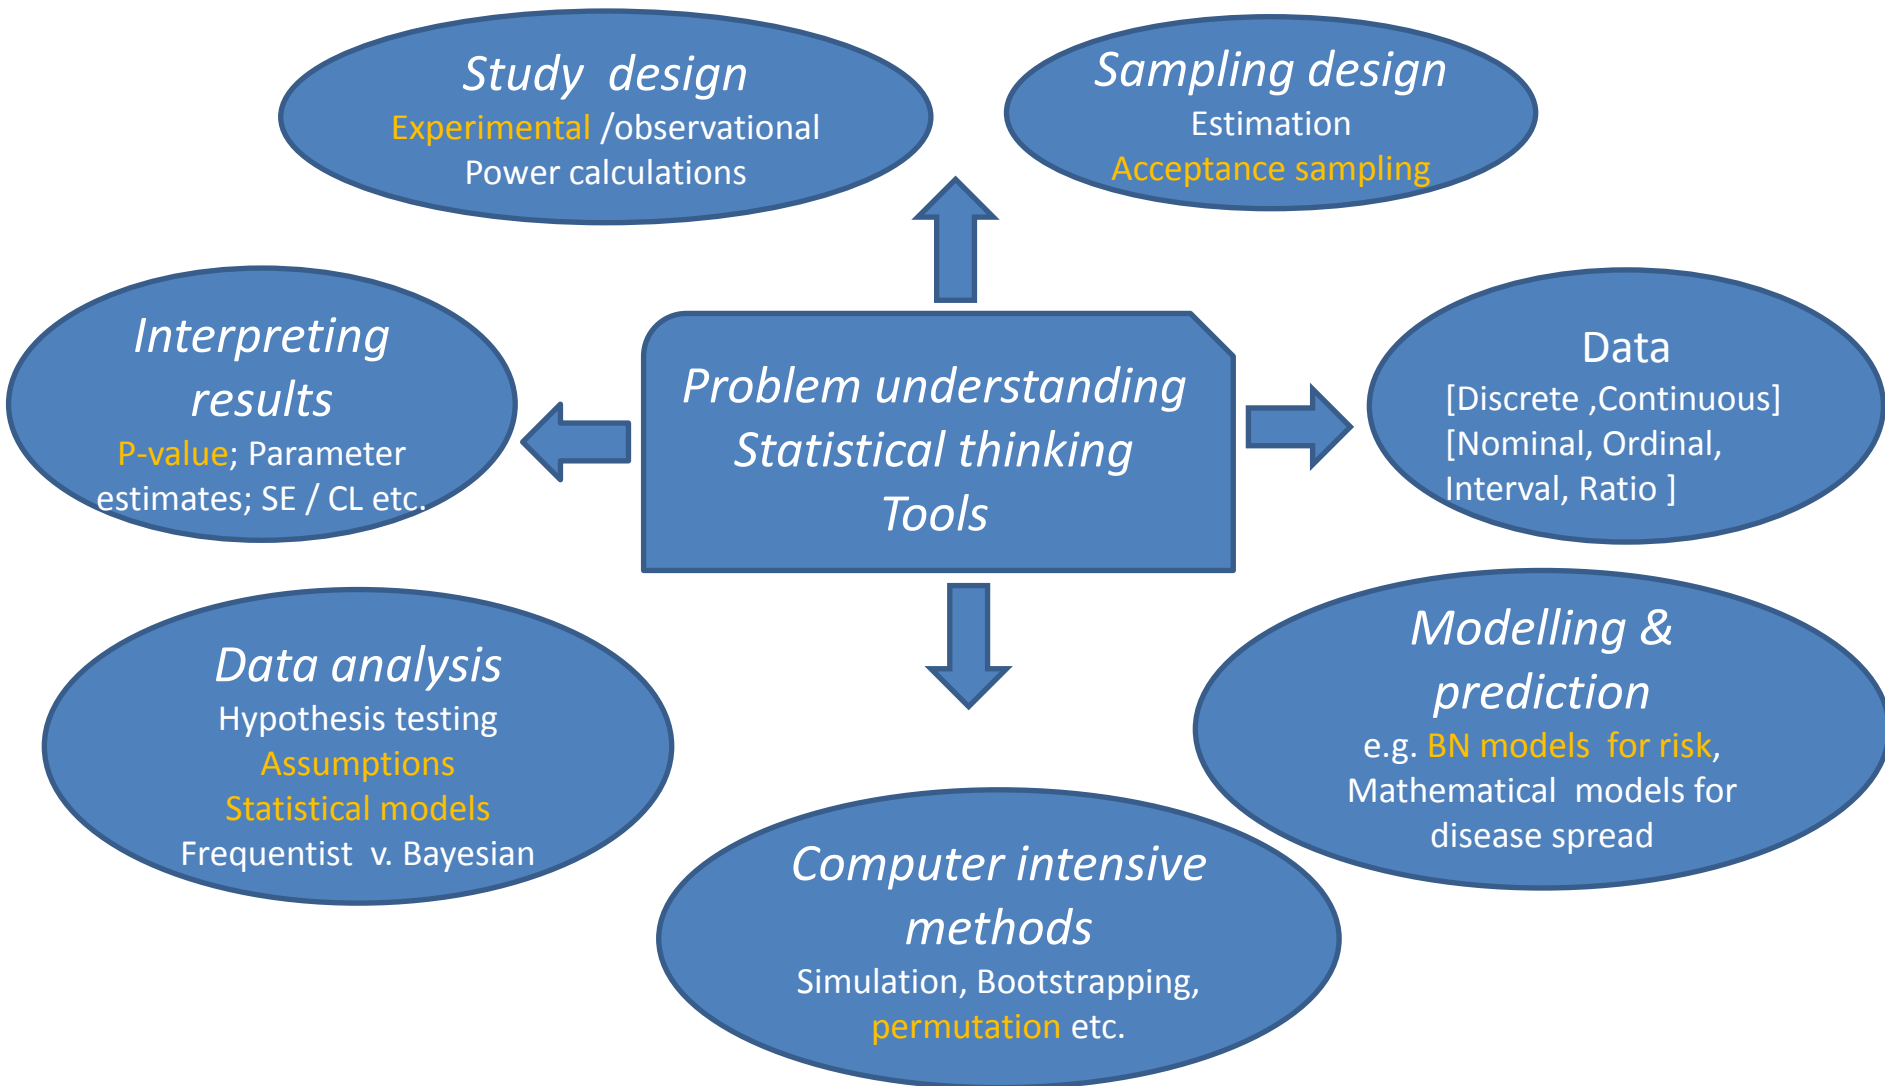 Study  design
Experimental /observational
Power calculations
Sampling design
Estimation
Acceptance sampling
Interpreting
results
P-value; Parameter
estimates; SE / CL etc.
Problem understanding
Statistical thinking
Tools
Data
[Discrete ,Continuous]
[Nominal, Ordinal,
Interval, Ratio ]
Data analysis
Hypothesis testing
Assumptions
Statistical models
Frequentist  v. Bayesian
Modelling &
prediction
e.g. BN models  for risk,
Mathematical  models for
disease spread
Computer intensive
methods
Simulation, Bootstrapping,
permutation etc.